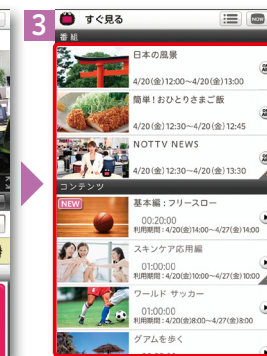 3
すぐ見る
NOW
番組
日本の風景
4/20(金)12:00~4/20(金)13:00
簡単!おひとりさまご飯
4/20(金)12:30~4/20(金)12:45
NOTTV NEWS
4/20(金)12:30~4/20(金)13:30
コンテンツ
NEW
基本編:フリースロー
00:20:00
利用期間:4/20(金)14:00~4/27(金)14:00
スキンケア応用編
01:00:00
利用期間:4/20(金)10:00~4/27(金)10:00
ワールド サッカー
01:00:00
利用期間:4/20(金)8:00~4/27(金)8:00
グアムを歩く